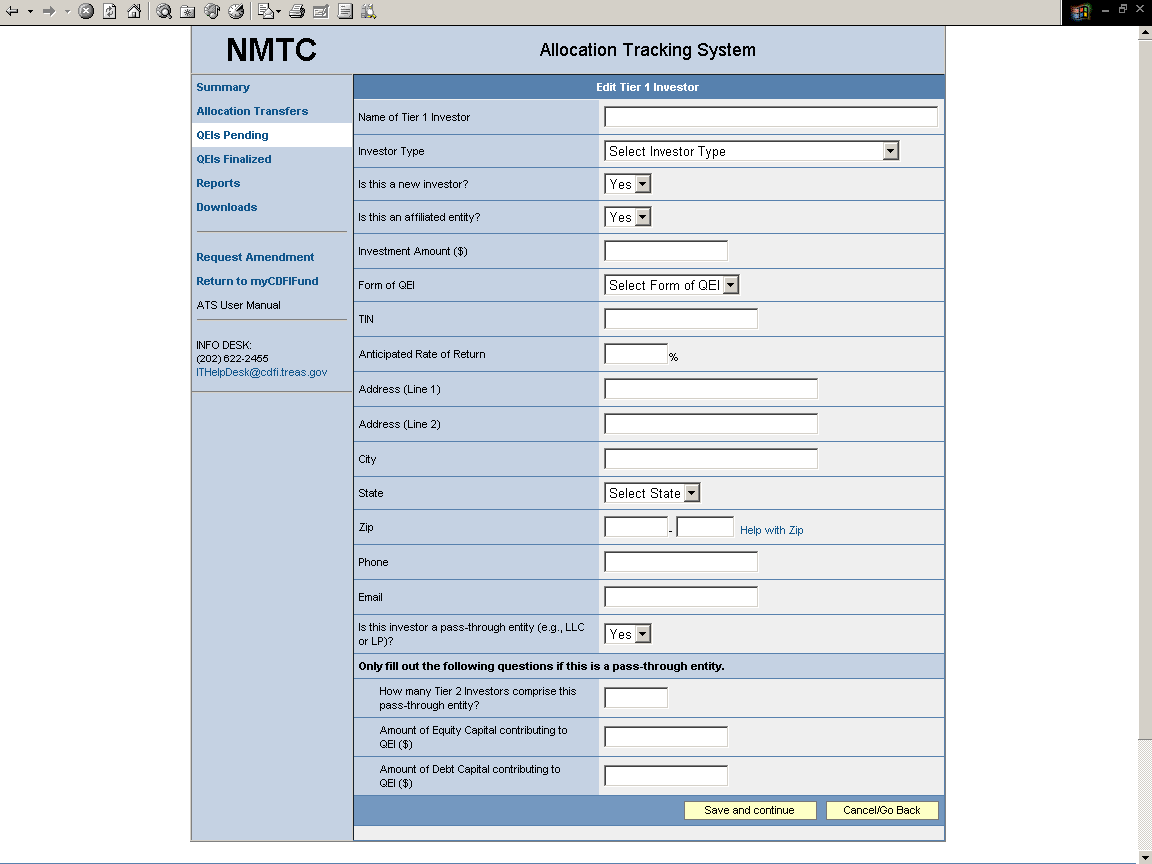 NMTC
Allocation Tracking System
Summary
Allocation Transfers
QEIs Pending
QEIs Finalized
Reports
Downloads
Request Amendment
Return to myCDFIFund
ATS User Manual
INFO DESK:
(202) 622-2455
ITHelpDesk@cdfi.treas.gov
Edit Tier 1 Investor
Name of Tier 1 Investor
Investor Type
Select Investor Type
Is this a new investor?
Yes
Is this an affiliated entity?
Yes
Investment Amount ($)
Form of QEI
Select Form of QEI
TIN
Anticipated Rate of Return
%
Address (Line 1)
Address (Line 2)
City
State
Select State
Zip
- Help with Zip
Phone
Email
Is this investor a pass-through entity (e.g., LLC
or LP)?
Yes
Only fill out the following questions if this is a pass-through entity.
How many Tier 2 Investors comprise this
pass-through entity?
Amount of Equity Capital contributing to
QEI ($)
Amount of Debt Capital contributing to
QEI ($)
Save and continue
Cancel/Go Back